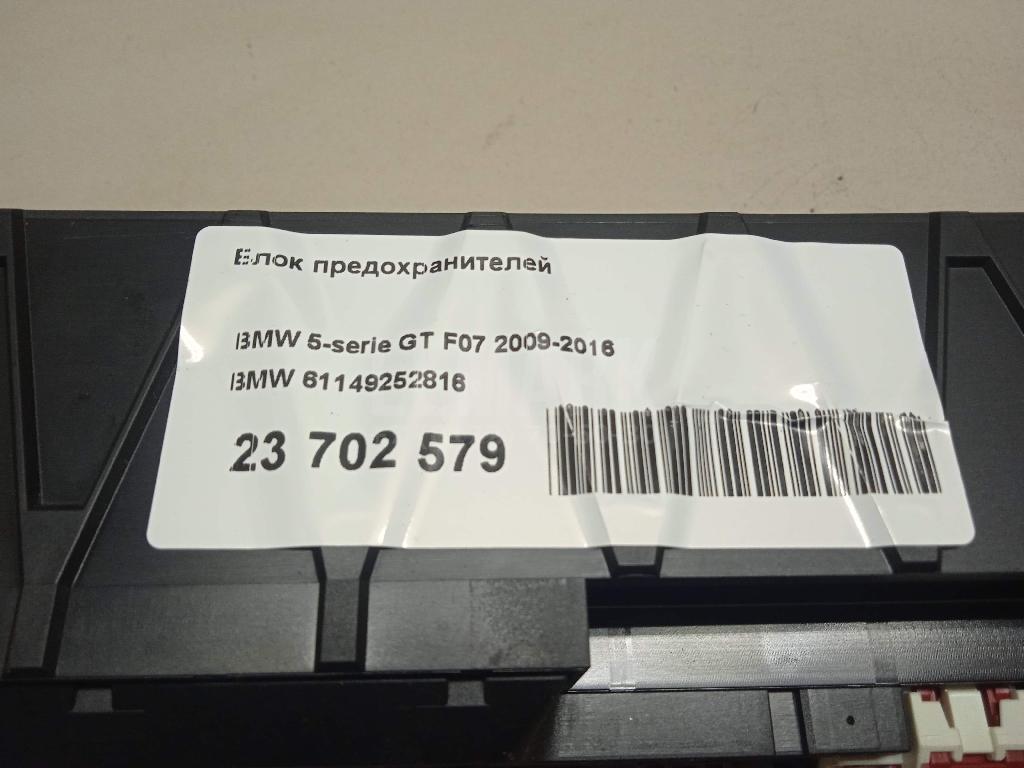 Блок предохранителей
BMW 5-serie GT F07 2009-2016
BMW 61149252816
23 702 579